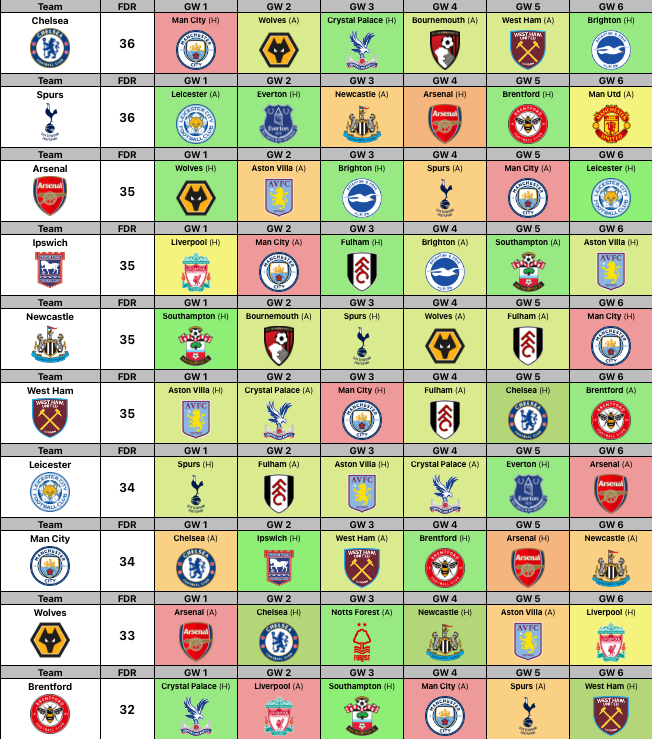 Team FDR GW 1 GW 2 GW 3 GW 4 GW 5 GW 6
Chelsea 36 Man City (H) Wolves (A) Crystal Palace (H) Bournemouth (A) West Ham (A) Brighton (H)
Team FDR GW 1 GW 2 GW 3 GW 4 GW 5 GW 6
Spurs 36 Leicester (A) Everton (H) Newcastle (A) Arsenal (H) Brentford (H) Man Utd (A)
Team FDR GW 1 GW 2 GW 3 GW 4 GW 5 GW 6
Arsenal 35 Wolves (H) Aston Villa (A) Brighton (H) Spurs (A) Man City (A) Leicester (H)
Team FDR GW 1 GW 2 GW 3 GW 4 GW 5 GW 6
Ipswich 35 Liverpool (H) Man City (A) Fulham (H) Brighton (A) Southampton (A) Aston Villa (H)
Team FDR GW 1 GW 2 GW 3 GW 4 GW 5 GW 6
Newcastle 35 Southampton (H) Bournemouth (A) Spurs (H) Wolves (A) Fulham (A) Man City (H)
Team FDR GW 1 GW 2 GW 3 GW 4 GW 5 GW 6
West Ham 35 Aston Villa (H) Crystal Palace (A) Man City (H) Fulham (A) Chelsea (H) Brentford (A)
Team FDR GW 1 GW 2 GW 3 GW 4 GW 5 GW 6
Leicester 34 Spurs (H) Fulham (A) Aston Villa (H) Crystal Palace (A) Everton (H) Arsenal (A)
Team FDR GW 1 GW 2 GW 3 GW 4 GW 5 GW 6
Man City 34 Chelsea (A) Ipswich (H) West Ham (A) Brentford (H) Arsenal (H) Newcastle (A)
Team FDR GW 1 GW 2 GW 3 GW 4 GW 5 GW 6
Wolves 33 Arsenal (A) Chelsea (H) Notts Forest (A) Newcastle (H) Aston Villa (A) Liverpool (H)
Team FDR GW 1 GW 2 GW 3 GW 4 GW 5 GW 6
Brentford 32 Crystal Palace (H) Liverpool (A) Southampton (H) Man City (A) Spurs (A) West Ham (H)